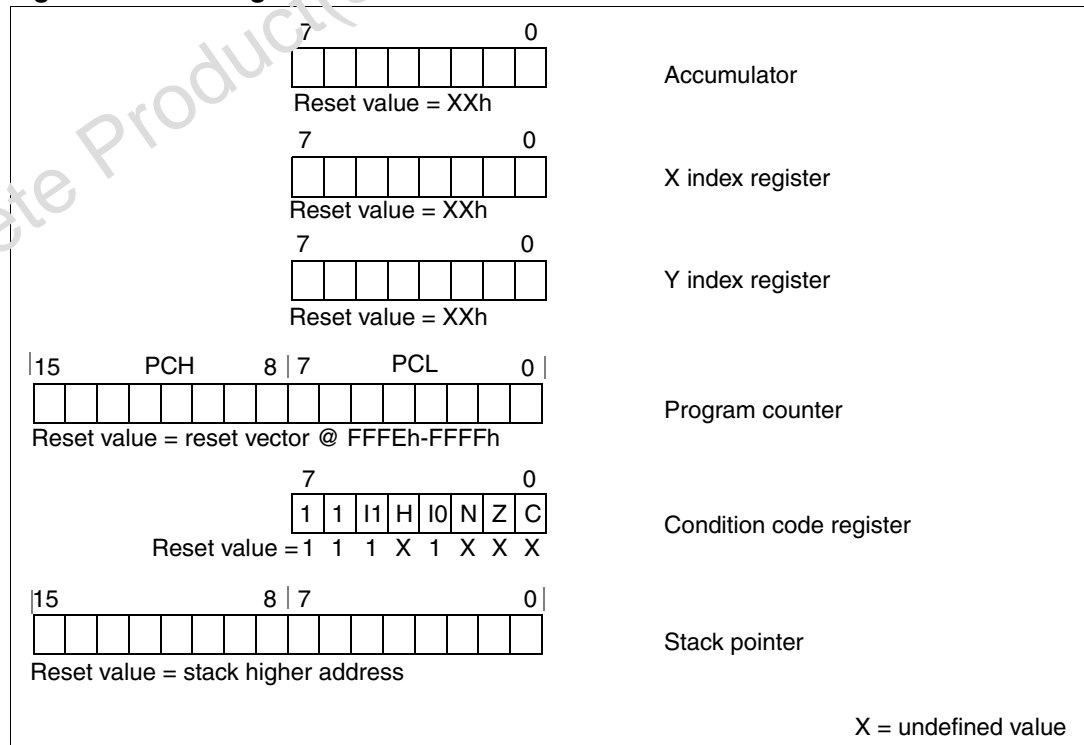 7 0
Accumulator
Reset value = XXh
7 0
X index register
Reset value = XXh
7 0
Y index register
Reset value = XXh
15 PCH 8 7 PCL 0
Program counter
Reset value = reset vector @ FFFEh-FFFFh
7 0
1 1 I1 H I0 N Z C
Condition code register
Reset value = 1 1 1 X 1 X X X
15 8 7 0
Stack pointer
Reset value = stack higher address
X = undefined value